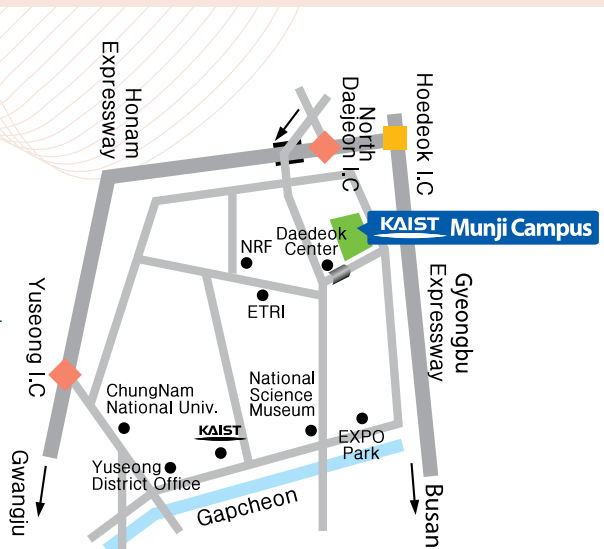 Honam
Expressway
North
Daejeon I.C
Hoedeok I.C
KAIST Munji Campus
NRF
Daedeok
Center
ETRI
Gyeongbu
Expressway
Yuseong I.C
ChungNam
National Univ.
National
Science
Museum
KAIST
EXPO
Park
Yuseong
District Office
Gapcheon
Gwangju
Busan